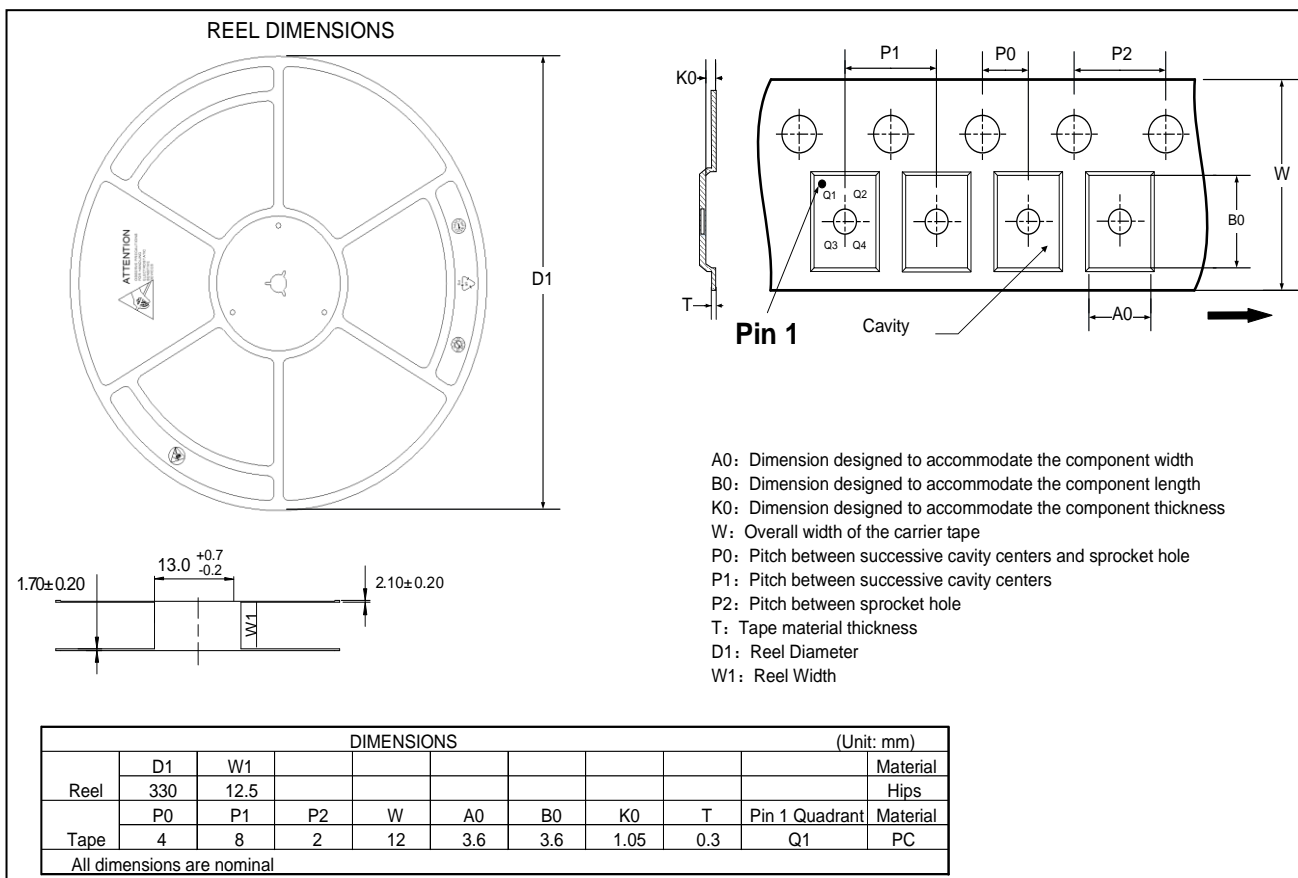 REEL DIMENSIONS
ATTENTION
D1
13.0 +0.7 -0.2
1.70±0.20
2.10±0.20
W1
P1
P0
P2
K0
W
Q1 Q2
Q3 Q4
B0
T
A0
Pin 1
Cavity
A0：Dimension designed to accommodate the component width
B0：Dimension designed to accommodate the component length
K0：Dimension designed to accommodate the component thickness
W：Overall width of the carrier tape
P0：Pitch between successive cavity centers and sprocket hole
P1：Pitch between successive cavity centers
P2：Pitch between sprocket hole
T：Tape material thickness
D1：Reel Diameter
W1：Reel Width
DIMENSIONS (Unit: mm)
D1 W1 Material
Reel 330 12.5 Hips
P0 P1 P2 W A0 B0 K0 T Pin 1 Quadrant Material
Tape 4 8 2 12 3.6 3.6 1.05 0.3 Q1 PC
All dimensions are nominal